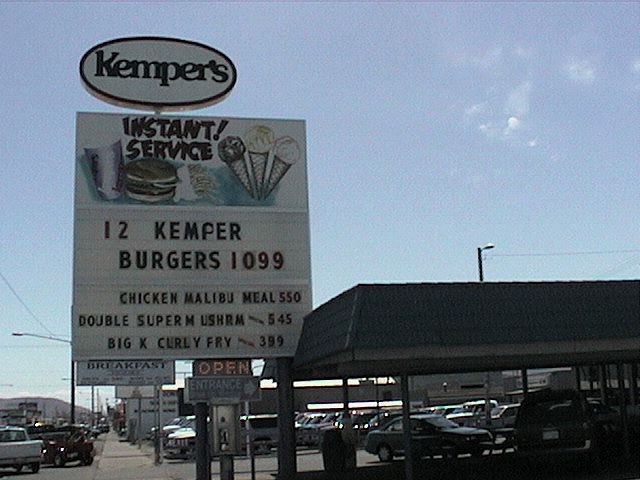 Kemper's
INSTANT!
SERVICE
12 KEMPER
BURGERS 1099
CHICKEN MALIBU MEAL 550
DOUBLE SUPER MUSHRM 545
BIG K CURLY FRY 399
BREAKFAST
OPEN
ENTRANCE